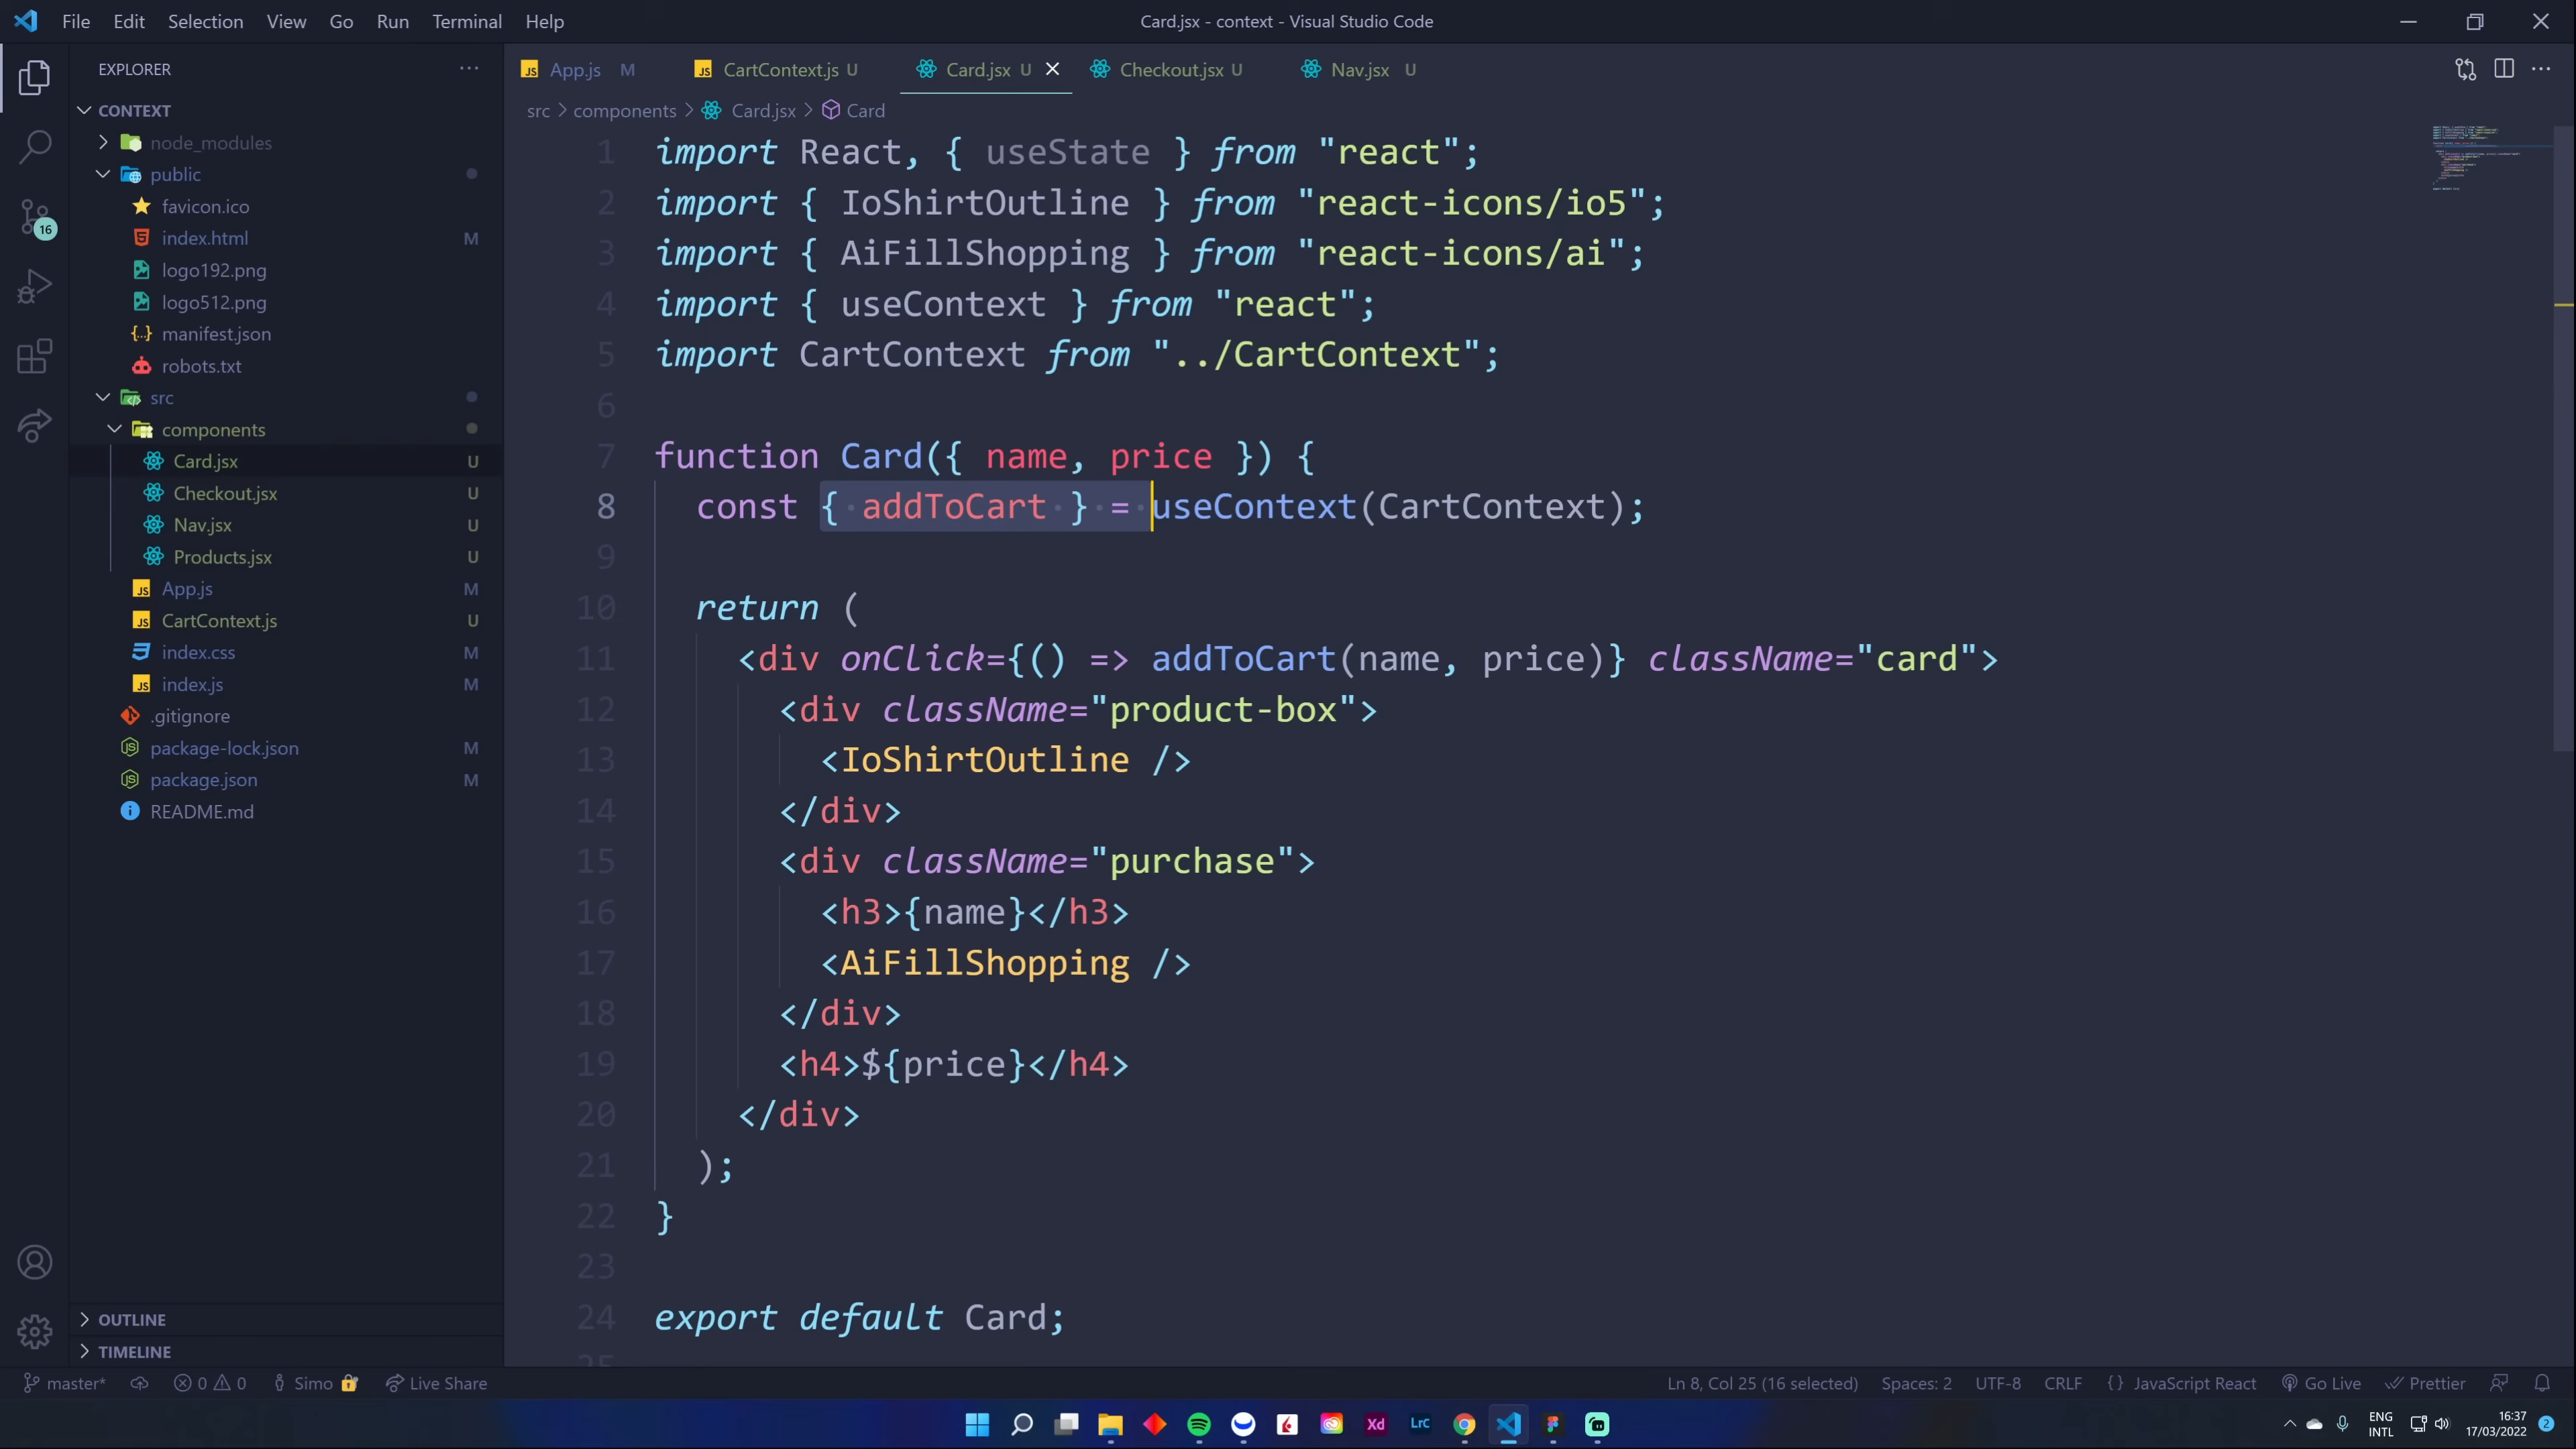 File Edit Selection View Go Run Terminal Help
Card.jsx - context - Visual Studio Code
EXPLORER
CONTEXT
node_modules
public
favicon.ico
index.html M
logo192.png
logo512.png
manifest.json
robots.txt
src
components
Card.jsx U
Checkout.jsx U
Nav.jsx U
Products.jsx U
App.js M
CartContext.js U
index.css M
index.js M
.gitignore
package-lock.json M
package.json M
README.md
OUTLINE
TIMELINE
16
App.js M CartContext.js U Card.jsx U Checkout.jsx U Nav.jsx U
src > components > Card.jsx > Card
1 import React, { useState } from "react";
2 import { IoShirtOutline } from "react-icons/io5";
3 import { AiFillShopping } from "react-icons/ai";
4 import { useContext } from "react";
5 import CartContext from "../CartContext";
6
7 function Card({ name, price }) {
8 const { addToCart } = useContext(CartContext);
9
10 return (
11 <div onClick={() => addToCart(name, price)} className="card">
12 <div className="product-box">
13 <IoShirtOutline />
14 </div>
15 <div className="purchase">
16 <h3>{name}</h3>
17 <AiFillShopping />
18 </div>
19 <h4>${price}</h4>
20 </div>
21 );
22 }
23
24 export default Card;
25
master* 0 0 Simo Live Share
Ln 8, Col 25 (16 selected) Spaces: 2 UTF-8 CRLF {} JavaScript React Go Live Prettier
Xd LrC
ENG
INTL
16:37
17/03/2022
2